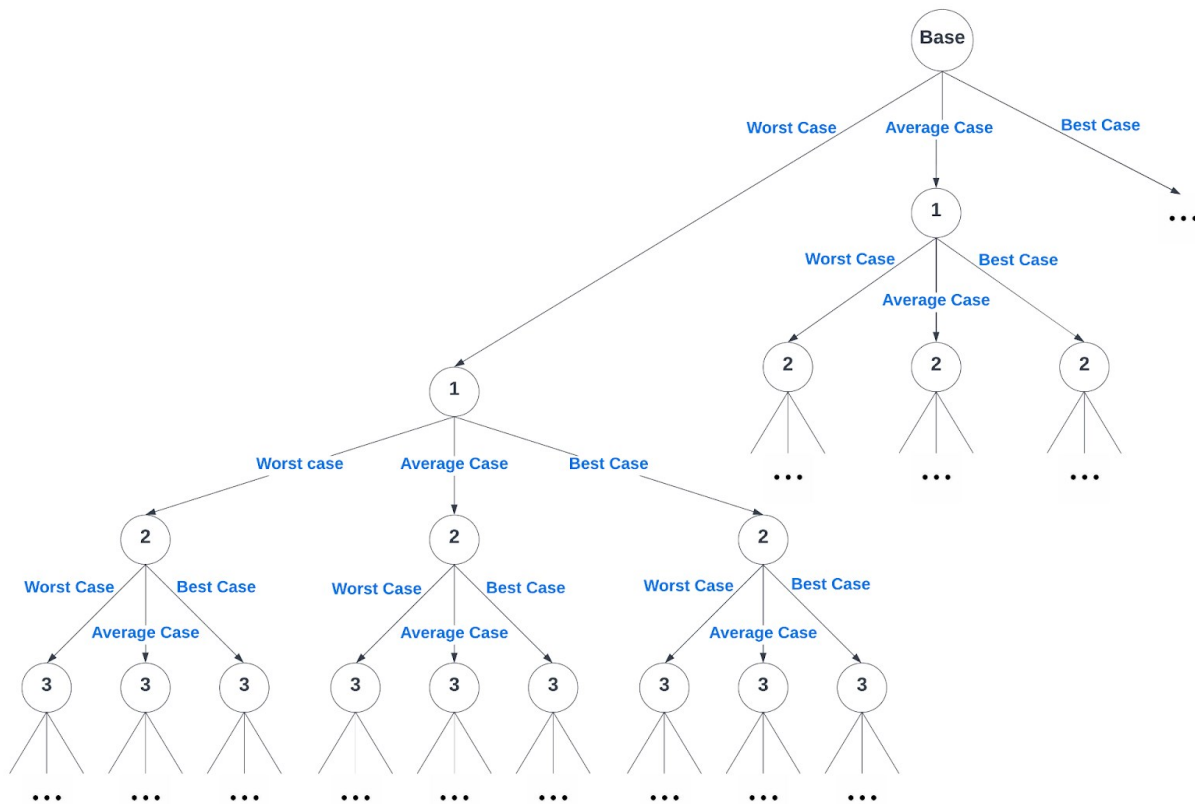 Base
Worst Case Average Case Best Case
1 ...
Worst Case Best Case
Average Case
2 2 2
1
Worst case Average Case Best Case
... ... ...
2 2 2
Worst Case Best Case Worst Case Best Case Worst Case Best Case
Average Case Average Case Average Case
3 3 3 3 3 3 3 3 3
... ... ... ... ... ... ... ... ...